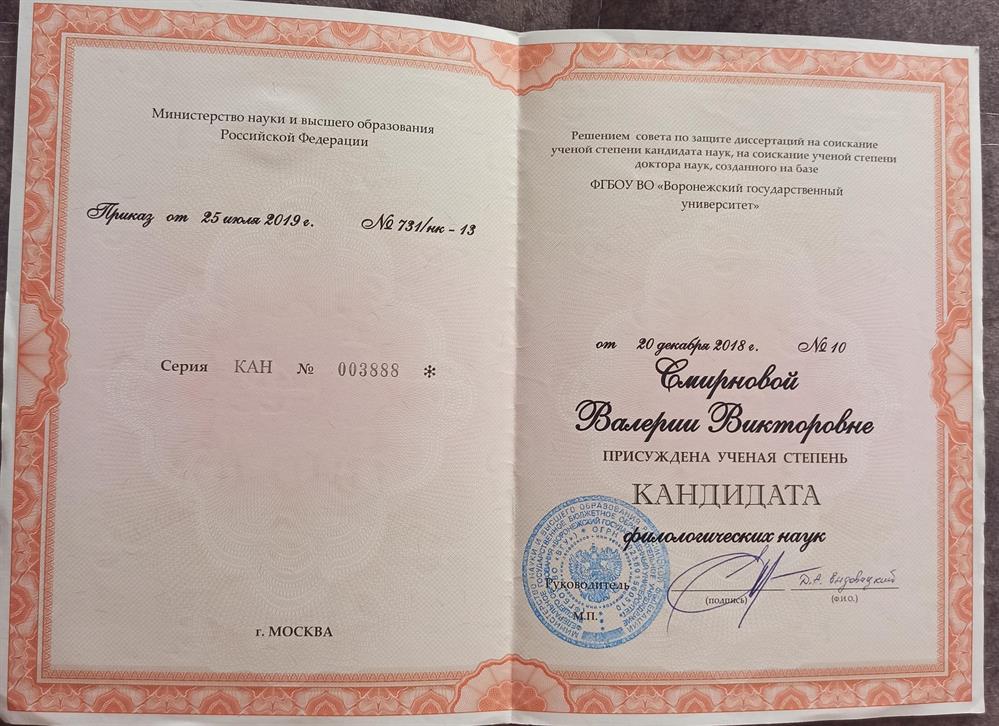 Министерство науки и высшего образования
Российской Федерации
Приказ от 25 июля 2019 г. № 731/нк - 13
Серия КАН № 003888 *
г. МОСКВА
Решением совета по защите диссертаций на соискание
ученой степени кандидата наук, на соискание ученой степени
доктора наук, созданного на базе
ФГБОУ ВО «Воронежский государственный
университет»
от 20 декабря 2018 г. № 10
Смирновой
Валерии Викторовне
ПРИСУЖДЕНА УЧЕНАЯ СТЕПЕНЬ
КАНДИДАТА
филологических наук
Руководитель
Д.А. Ендовицкий
(подпись) (Ф.И.О.)
М.П.